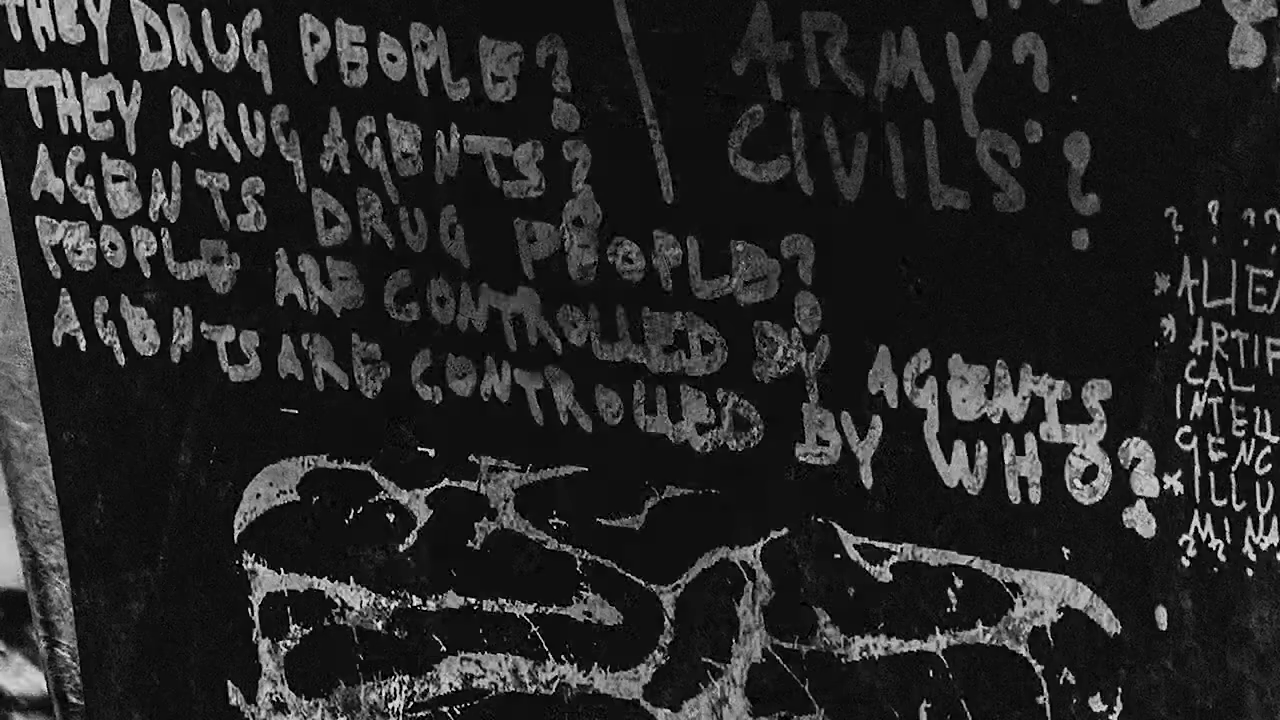 THEY DRUG PEOPLE?
THEY DRUG AGENTS?
AGENTS DRUG PEOPLE?
PEOPLE ARE CONTROLLED BY AGENTS
AGENTS ARE CONTROLLED BY WHO?
ARMY?
CIVILS?
? ? ? ?
* ALIE
* ARTIF
CAL
INTELL
GENC
* ILLU
MINA
? ? ?